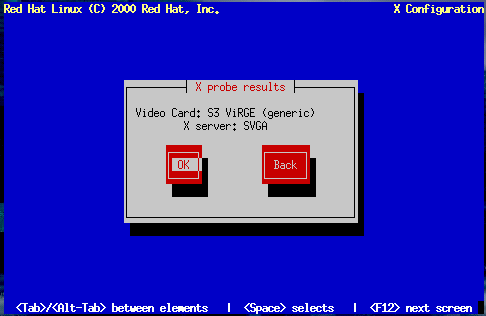 Red Hat Linux (C) 2000 Red Hat, Inc. X Configuration
X probe results
Video Card: S3 ViRGE (generic)
X server: SVGA
OK Back
<Tab>/<Alt-Tab> between elements | <Space> selects | <F12> next screen